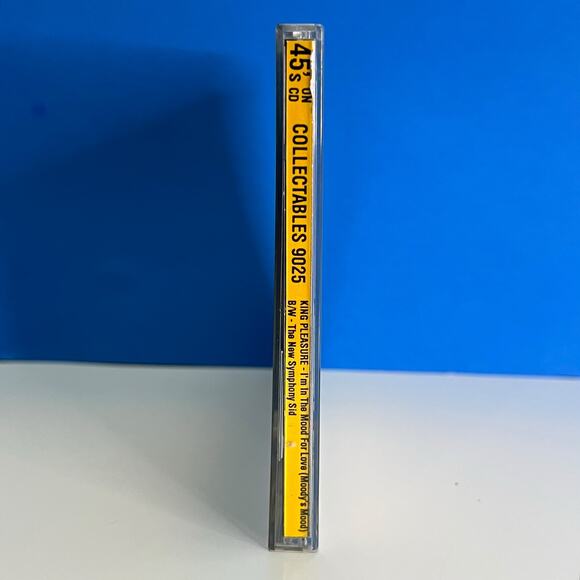 45's ON CD
COLLECTABLES 9025
KING PLEASURE - I'm In The Mood For Love (Moody's Mood)
B/W - The New Symphony Sid